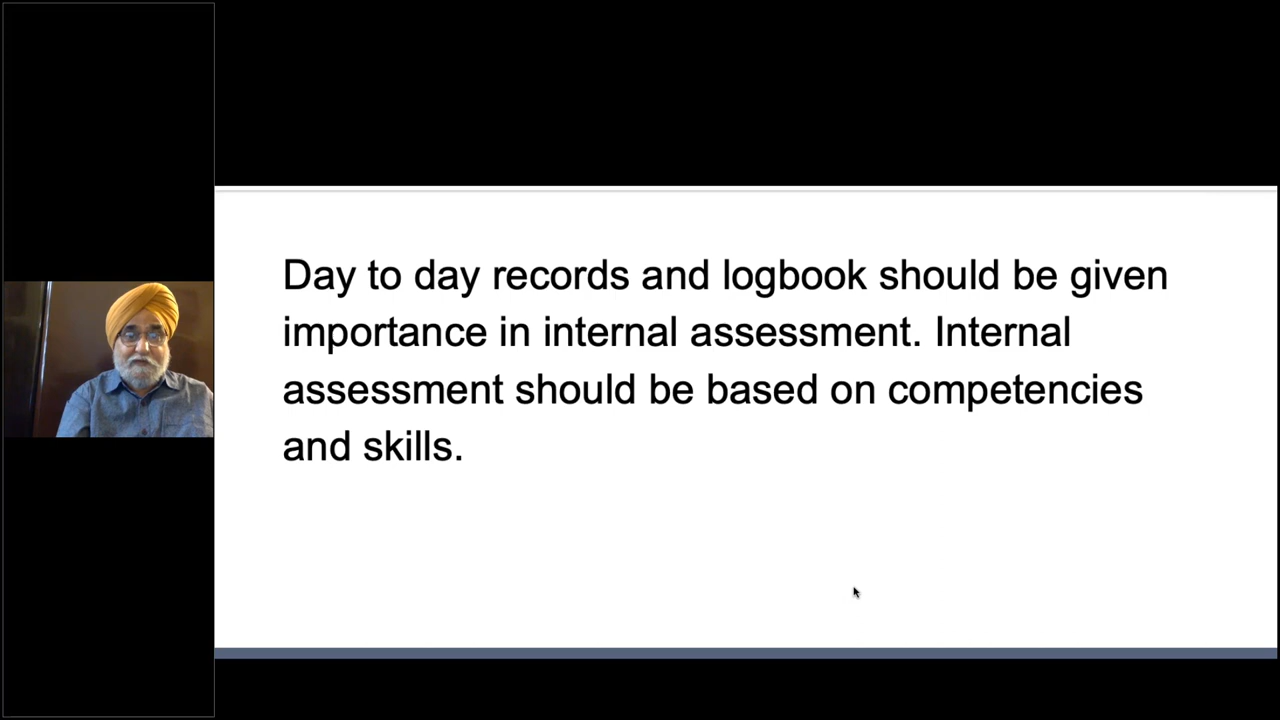 Day to day records and logbook should be given
importance in internal assessment. Internal
assessment should be based on competencies
and skills.